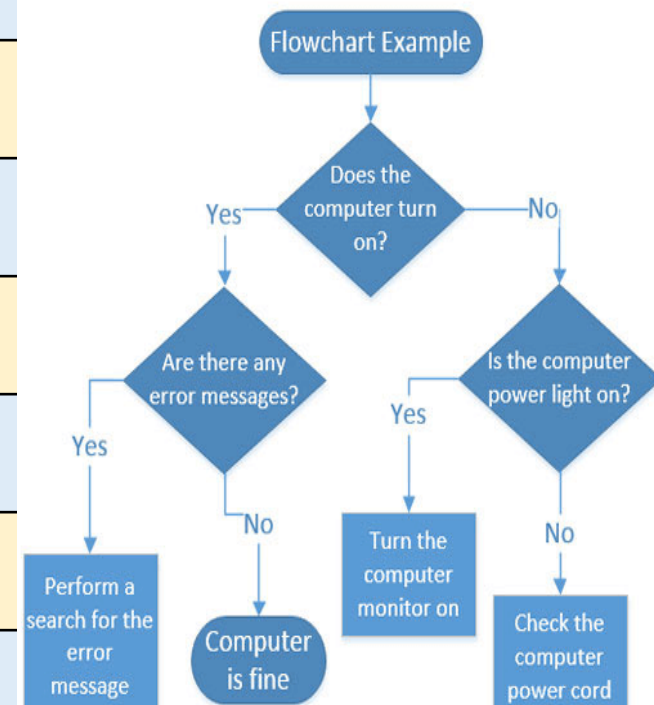 Flowchart Example
Does the
computer turn
on?
Yes
No
Are there any
error messages?
Is the computer
power light on?
Yes
Yes
No
No
Turn the
computer
monitor on
Perform a
search for the
error
message
Computer
is fine
Check the
computer
power cord